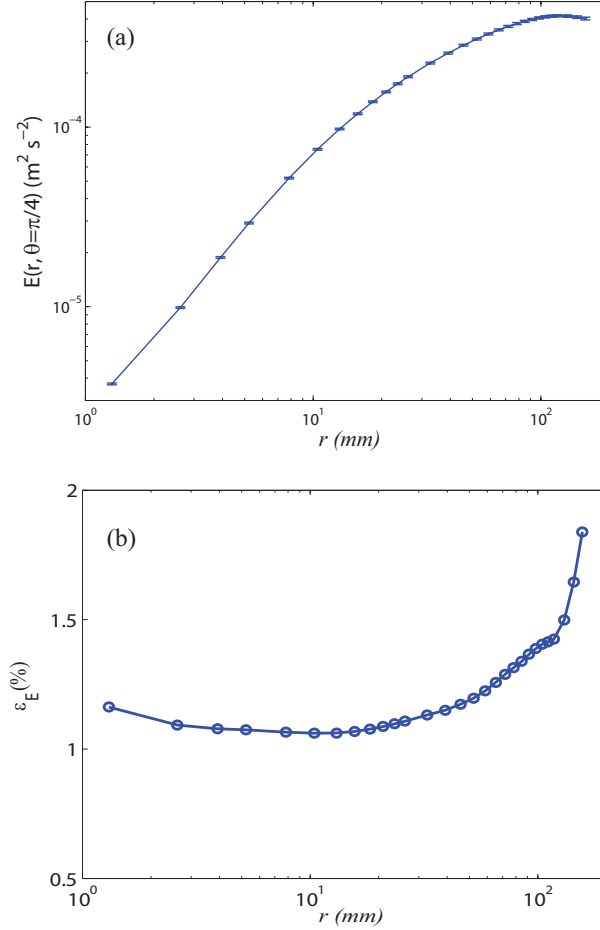 (a)
E(r, θ=π/4) (m² s⁻²)
10⁻⁴
10⁻⁵
10⁰
10¹
10²
r (mm)
(b)
ε_E(%)
2
1.5
1
0.5
10⁰
10¹
10²
r (mm)